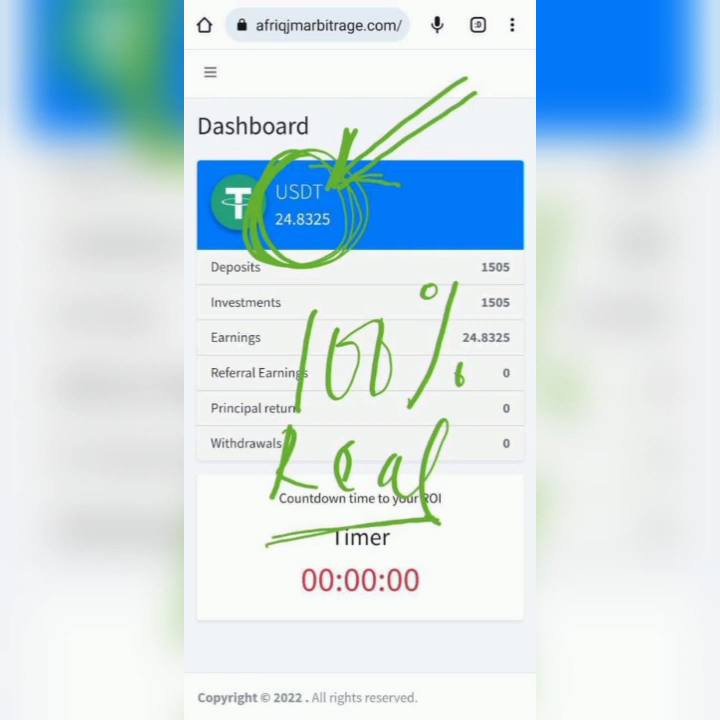 afriqjmarbitrage.com/
:D
Dashboard
USDT
24.8325
Deposits 1505
Investments 1505
Earnings 24.8325
Referral Earnings 0
Principal return 0
Withdrawals 0
100%
Real
Countdown time to your ROI
Timer
00:00:00
Copyright © 2022 . All rights reserved.